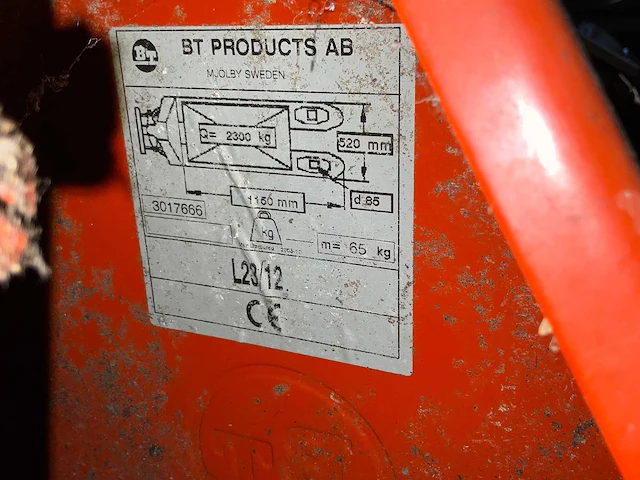 BT
BT PRODUCTS AB
MJÖLBY SWEDEN
Q= 2300 kg
520 mm
1150 mm
d 85
3017666
kg
m= 65 kg
L23/12
CE